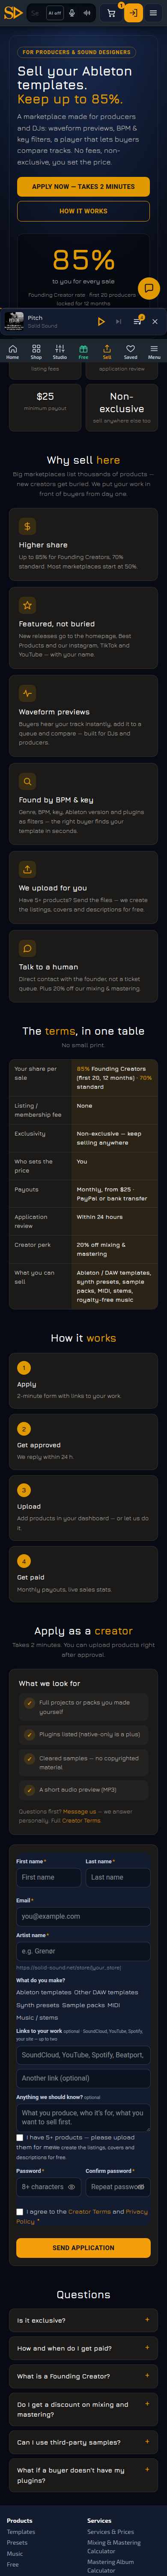 Se
AI off
1
FOR PRODUCERS & SOUND DESIGNERS
Sell your Ableton
templates.
Keep up to 85%.
A marketplace made for producers
and DJs: waveform previews, BPM &
key filters, a player that keeps
bumping. No fees, no lock-in, non-exclusive,
you set the price.
APPLY NOW — TAKES 2 MINUTES
HOW IT WORKS
85%
to you for every sale
Founding Creator rate · first 20 producers
locked for 12 months
Pitch
Solid Sound
Home
Shop
Studio
Free
Sell
Saved
Menu
listing fees
application review
$25
minimum payout
Non-
exclusive
sell anywhere else too
Why sell here
Big marketplaces list thousands of products —
new creators get buried. We put your work in
front of buyers from day one.
Higher share
Up to 85% for Founding Creators, 70%
standard. Most marketplaces start at 50%.
Featured, not buried
New releases go to the homepage, Best
Products and our Instagram, TikTok and
YouTube — with your name.
Waveform previews
Buyers hear your track instantly, add it to a
queue and compare — built for DJs and
producers.
Found by BPM & key
Genre, BPM, key, Ableton version and plugins
as filters — the right buyer finds your
template in seconds.
We upload for you
Have 5+ products? Send the files — we create
the listings, covers and descriptions for free.
Talk to a human
Direct contact with the founder, not a ticket
queue. Plus 20% off our mixing & mastering.
The terms, in one table
No small print.
Your share per sale
85% Founding Creators (first 20, 12 months) · 70% standard
Listing / membership fee
None
Exclusivity
Non-exclusive — keep selling anywhere
Who sets the price
You
Payouts
Monthly, from $25 · PayPal or bank transfer
Application review
Within 24 hours
Creator perk
20% off mixing & mastering
What you can sell
Ableton / DAW templates, synth presets, sample packs, MIDI, stems, royalty-free music
How it works
1
Apply
2-minute form with links to your work.
2
Get approved
We reply within 24 h.
3
Upload
Add products in your dashboard — or let us do
it.
4
Get paid
Monthly payouts, live sales stats.
Apply as a creator
Takes 2 minutes. You can upload products right
after approval.
What we look for
Full projects or packs you made
yourself
Plugins listed (native-only is a plus)
Cleared samples — no copyrighted
material
A short audio preview (MP3)
Questions first? Message us — we answer
personally. Full Creator Terms.
First name*
Last name*
First name
Last name
Email*
you@example.com
Artist name*
e.g. Grenør
What do you make?
Ableton templates Other DAW templates
Synth presets Sample packs MIDI
Music / stems
Links to your work optional · SoundCloud, YouTube, Spotify,
your site — up to two
SoundCloud, YouTube, Spotify, Beatport,
Another link (optional)
Anything we should know? optional
What you produce, who it's for, what you
want to sell first.
I have 5+ products — please upload
them for me we create the listings, covers and
descriptions for free.
Password*
Confirm password*
8+ characters
Repeat password
I agree to the Creator Terms and Privacy
Policy. *
SEND APPLICATION
Questions
Is it exclusive?
+
How and when do I get paid?
+
What is a Founding Creator?
+
Do I get a discount on mixing and
mastering?
+
Can I use third-party samples?
+
What if a buyer doesn't have my
plugins?
+
Products
Services
Templates
Services & Prices
Presets
Mixing & Mastering
Calculator
Music
Mastering Album
Calculator
Free